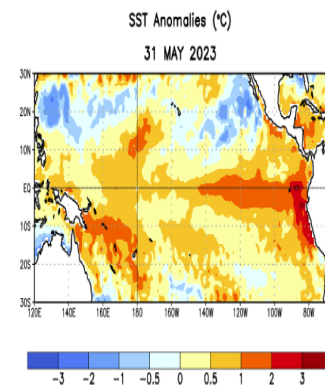 SST Anomalies (°C)
31 MAY 2023
30N
20N
10N
EQ
10S
20S
30S
120E 140E 160E 180 160W 140W 120W 100W 80W
-3 -2 -1 -0.5 0 0.5 1 2 3